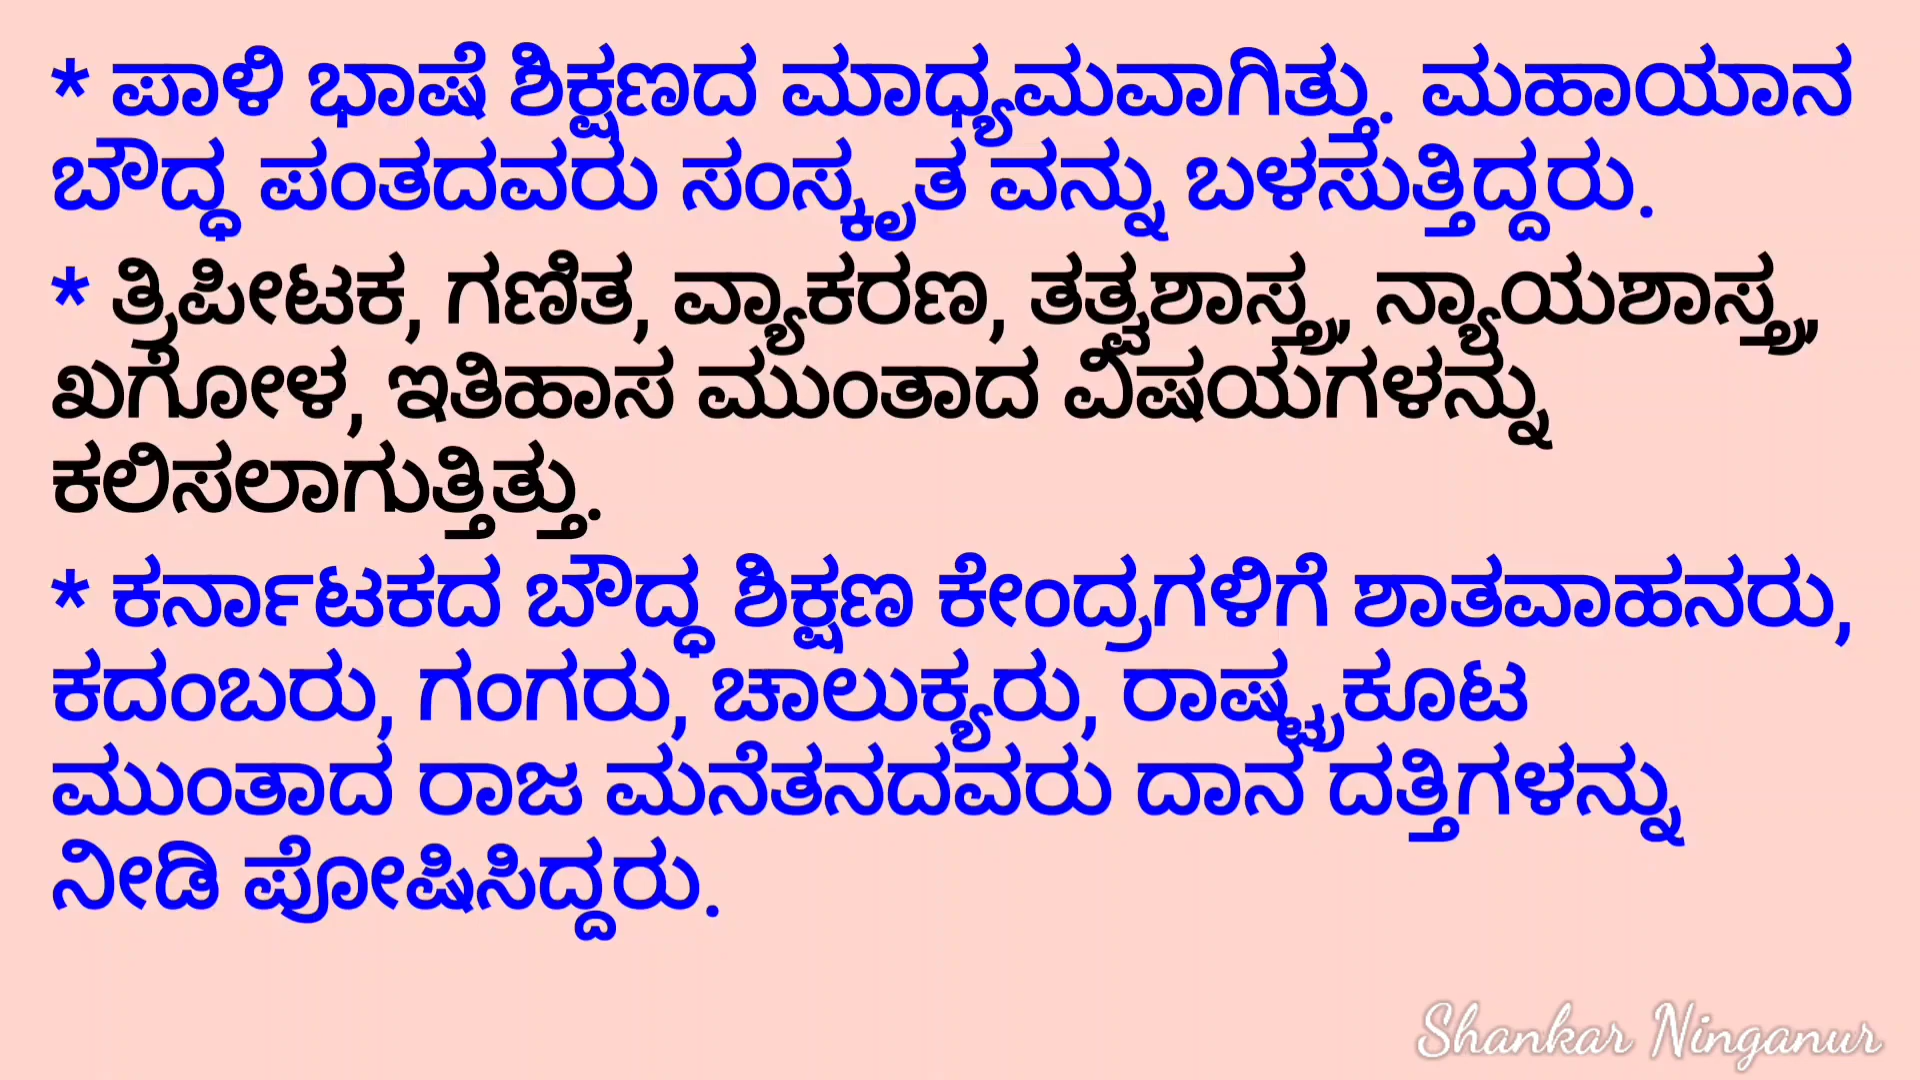 * ಪಾಳಿ ಭಾಷೆ ಶಿಕ್ಷಣದ ಮಾಧ್ಯಮವಾಗಿತ್ತು. ಮಹಾಯಾನ
ಬೌದ್ಧ ಪಂತದವರು ಸಂಸ್ಕೃತ ವನ್ನು ಬಳಸುತ್ತಿದ್ದರು.
* ತ್ರಿಪೀಟಕ, ಗಣಿತ, ವ್ಯಾಕರಣ, ತತ್ವಶಾಸ್ತ್ರ, ನ್ಯಾಯಶಾಸ್ತ್ರ,
ಖಗೋಳ, ಇತಿಹಾಸ ಮುಂತಾದ ವಿಷಯಗಳನ್ನು
ಕಲಿಸಲಾಗುತ್ತಿತ್ತು.
* ಕರ್ನಾಟಕದ ಬೌದ್ಧ ಶಿಕ್ಷಣ ಕೇಂದ್ರಗಳಿಗೆ ಶಾತವಾಹನರು,
ಕದಂಬರು, ಗಂಗರು, ಚಾಲುಕ್ಯರು, ರಾಷ್ಟ್ರಕೂಟ
ಮುಂತಾದ ರಾಜ ಮನೆತನದವರು ದಾನ ದತ್ತಿಗಳನ್ನು
ನೀಡಿ ಪೋಷಿಸಿದ್ದರು.
Shankar Ninganur